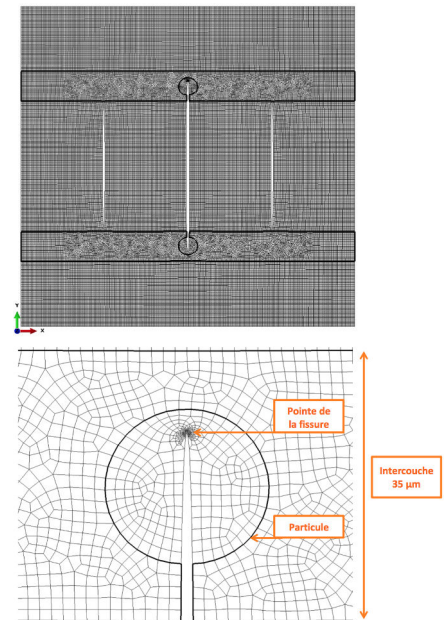 Y
X
Pointe de
la fissure
Intercouche
35 µm
Particule